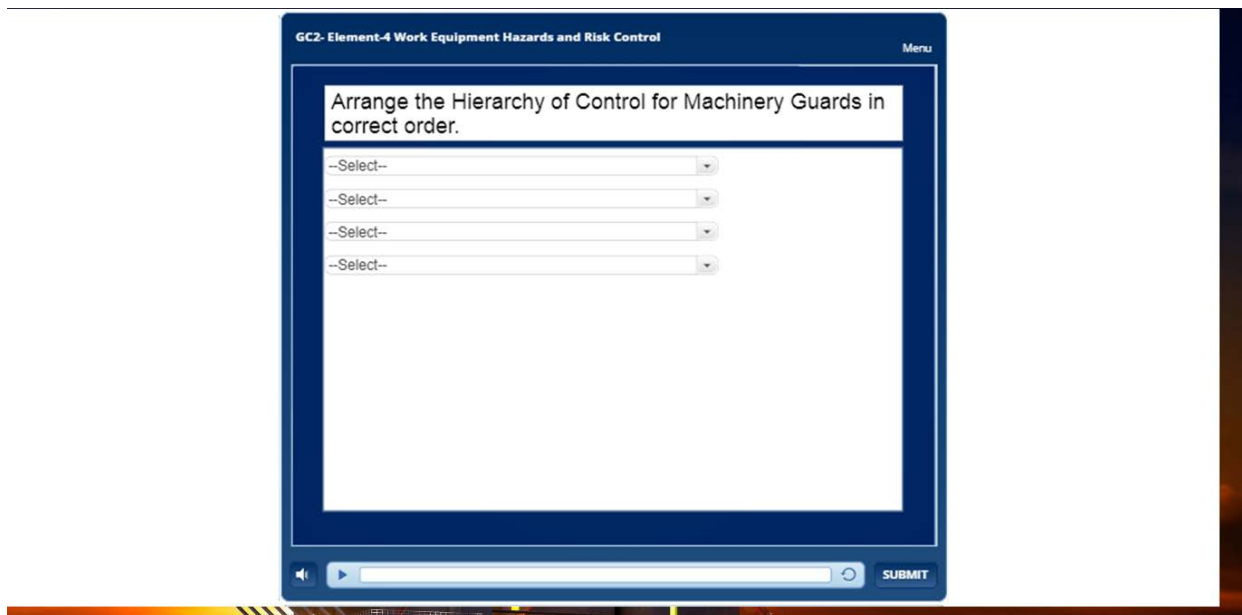 GC2- Element-4 Work Equipment Hazards and Risk Control
Menu
Arrange the Hierarchy of Control for Machinery Guards in
correct order.
--Select--
--Select--
--Select--
--Select--
SUBMIT